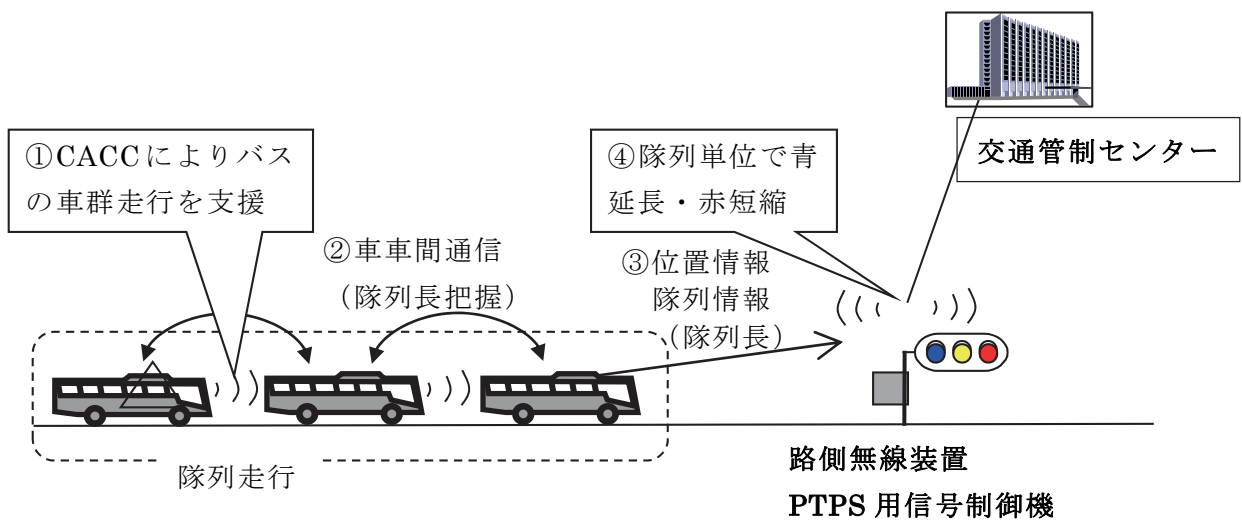 ①CACCによりバス
の車群走行を支援
②車車間通信
（隊列長把握）
④隊列単位で青
延長・赤短縮
③位置情報
隊列情報
（隊列長）
交通管制センター
隊列走行
路側無線装置
PTPS 用信号制御機